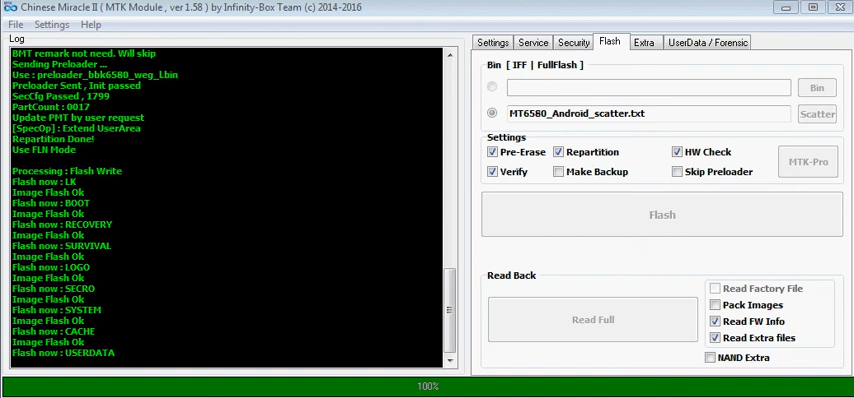 Chinese Miracle II ( MTK Module , ver 1.58 ) by Infinity-Box Team (c) 2014-2016
File Settings Help
Log
BMT remark not need. Will skip
Sending Preloader ...
Use : preloader_bbk6580_weg_l.bin
Preloader Sent , Init passed
SecCfg Passed , 1799
PartCount : 0017
Update PMT by user request
[SpecOp] : Extend UserArea
Repartition Done!
Use FLN Mode
Processing : Flash Write
Flash now : LK
Image Flash Ok
Flash now : BOOT
Image Flash Ok
Flash now : RECOVERY
Image Flash Ok
Flash now : SURVIVAL
Image Flash Ok
Flash now : LOGO
Image Flash Ok
Flash now : SECRO
Image Flash Ok
Flash now : SYSTEM
Image Flash Ok
Flash now : CACHE
Image Flash Ok
Flash now : USERDATA
Settings Service Security Flash Extra UserData / Forensic
Bin [ IFF | FullFlash ]
Bin
MT6580_Android_scatter.txt
Scatter
Settings
Pre-Erase Repartition HW Check
MTK-Pro
Verify Make Backup Skip Preloader
Flash
Read Back
Read Full
Read Factory File
Pack Images
Read FW Info
Read Extra files
NAND Extra
100%